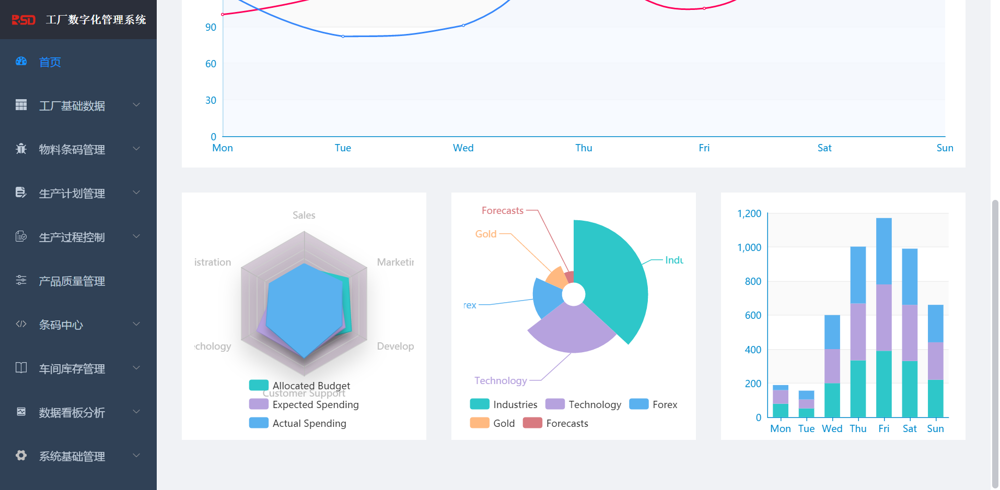 RSD 工厂数字化管理系统
首页
工厂基础数据
物料条码管理
生产计划管理
生产过程控制
产品质量管理
条码中心
车间库存管理
数据看板分析
系统基础管理
90
60
30
0
Mon Tue Wed Thu Fri Sat Sun
Sales
istration
Marketin
chology
Develop
Customer Support
Allocated Budget
Expected Spending
Actual Spending
Forecasts
Gold
Indu
rex
Technology
Industries Technology Forex
Gold Forecasts
1,200
1,000
800
600
400
200
0
Mon Tue Wed Thu Fri Sat Sun